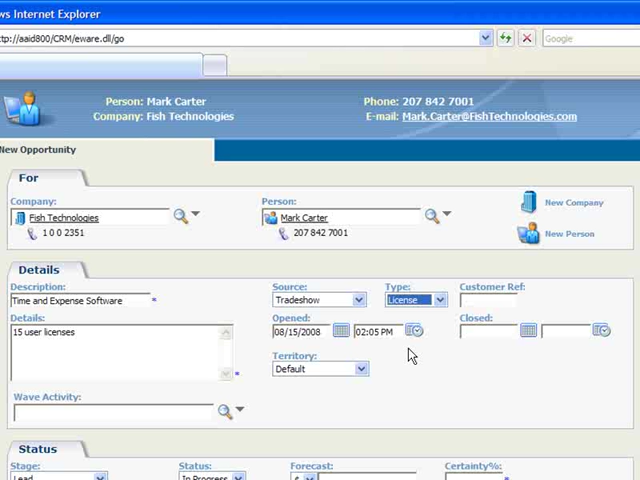 ws Internet Explorer
tp://aaid800/CRM/eware.dll/go
Google
Person: Mark Carter
Phone: 207 842 7001
Company: Fish Technologies
E-mail: Mark.Carter@FishTechnologies.com
New Opportunity
For
Company:
Person:
New Company
Fish Technologies
Mark Carter
1 0 0 2351
207 842 7001
New Person
Details
Description:
Source:
Type:
Customer Ref:
Time and Expense Software *
Tradeshow
License
Details:
Opened:
Closed:
15 user licenses
08/15/2008
02:05 PM
Territory:
Default
*
Wave Activity:
Status
Stage:
Status:
Forecast:
Certainty%:
Lead
In Progress